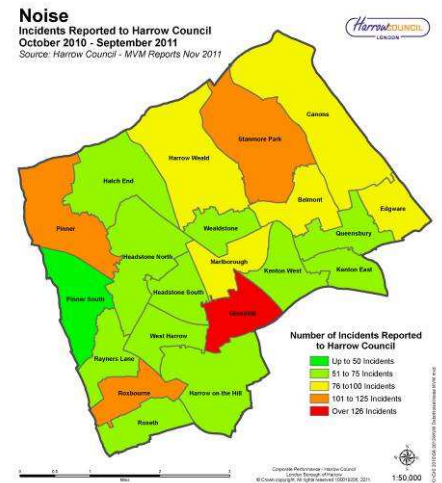 Noise
Incidents Reported to Harrow Council
October 2010 - September 2011
Source: Harrow Council - MVM Reports Nov 2011
Harrow COUNCIL
LONDON
Canons
Stanmore Park
Harrow Weald
Hatch End
Belmont
Edgware
Pinner
Wealdstone
Queensbury
Headstone North
Marlborough
Kenton West
Kenton East
Pinner South
Headstone South
Greenhill
West Harrow
Rayners Lane
Roxbourne
Harrow on the Hill
Roxeth
Number of Incidents Reported
to Harrow Council
Up to 50 Incidents
51 to 75 Incidents
76 to100 Incidents
101 to 125 Incidents
Over 126 Incidents
Corporate Performance - Harrow Council
London Borough of Harrow
1:50,000